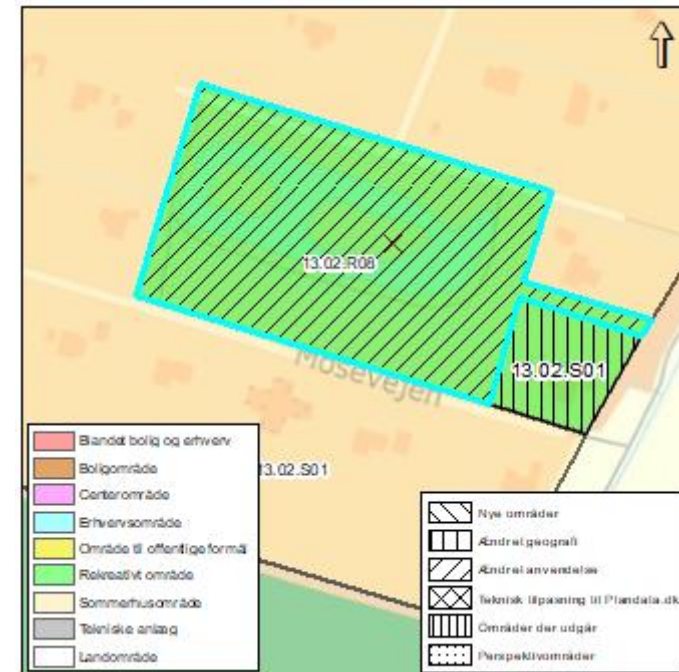 13.02.R08
13.02.S01
Mosevejen
13.02.S01
Blandet bolig og erhverv
Boligområde
Centerområde
Erhvervsområde
Område til offentlige formål
Rekreativt område
Sommerhusområde
Tekniske anlæg
Landområde
Nye områder
Ændret geografi
Ændret anvendelse
Teknisk tilpasning til Plandata.dk
Områder der udgår
Perspektivområder